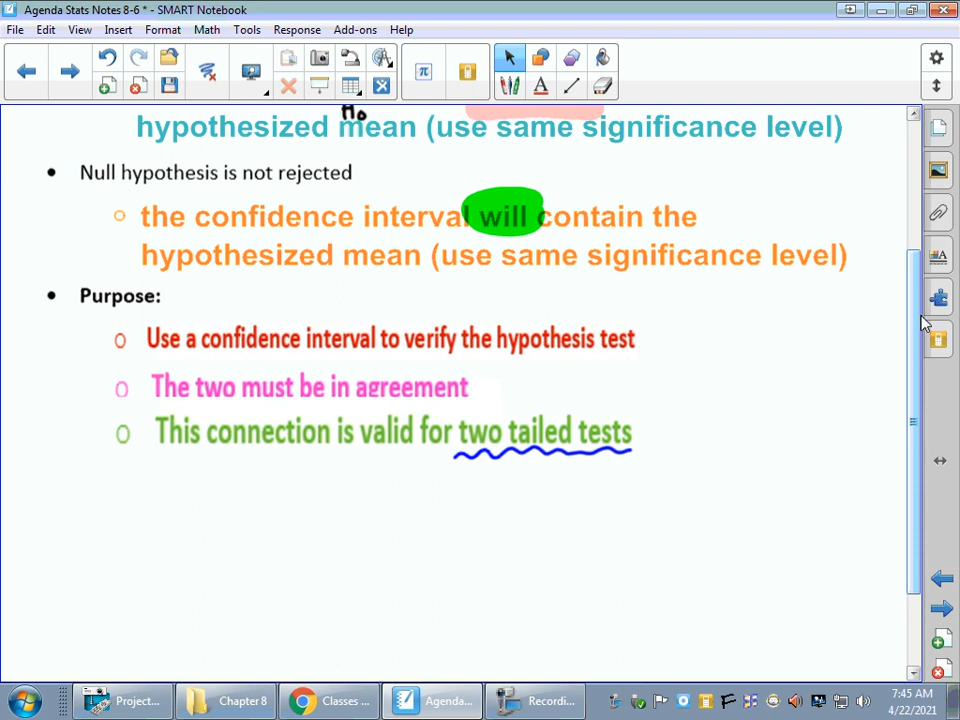 Agenda Stats Notes 8-6 * - SMART Notebook
File Edit View Insert Format Math Tools Response Add-ons Help
hypothesized mean (use same significance level)
• Null hypothesis is not rejected
o the confidence interval will contain the
hypothesized mean (use same significance level)
• Purpose:
o Use a confidence interval to verify the hypothesis test
o The two must be in agreement
o This connection is valid for two tailed tests
Project... Chapter 8 Classes ... Agenda... Recordi... 7:45 AM
4/22/2021